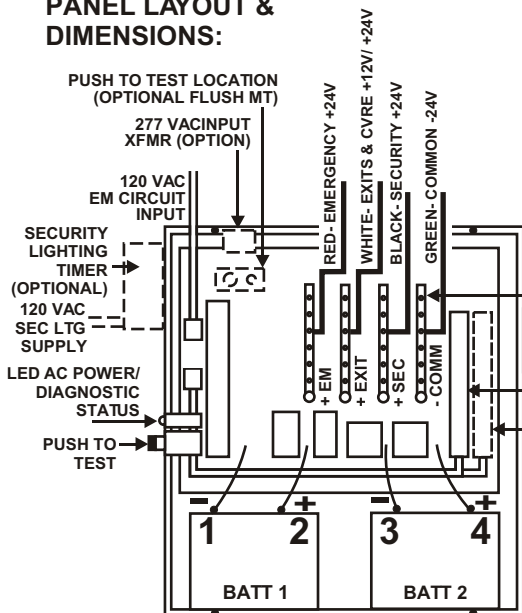 PANEL LAYOUT &
DIMENSIONS:
PUSH TO TEST LOCATION
(OPTIONAL FLUSH MT)
277 VACINPUT
XFMR (OPTION)
120 VAC
EM CIRCUIT
INPUT
SECURITY
LIGHTING
TIMER
(OPTIONAL)
120 VAC
SEC LTG
SUPPLY
LED AC POWER/
DIAGNOSTIC
STATUS
PUSH TO
TEST
RED- EMERGENCY +24V
WHITE- EXITS & CVRE +12V/ +24V
BLACK- SECURITY +24V
GREEN- COMMON -24V
+ EM
+ EXIT
+ SEC
- COMM
- +
1 2
BATT 1
- +
3 4
BATT 2